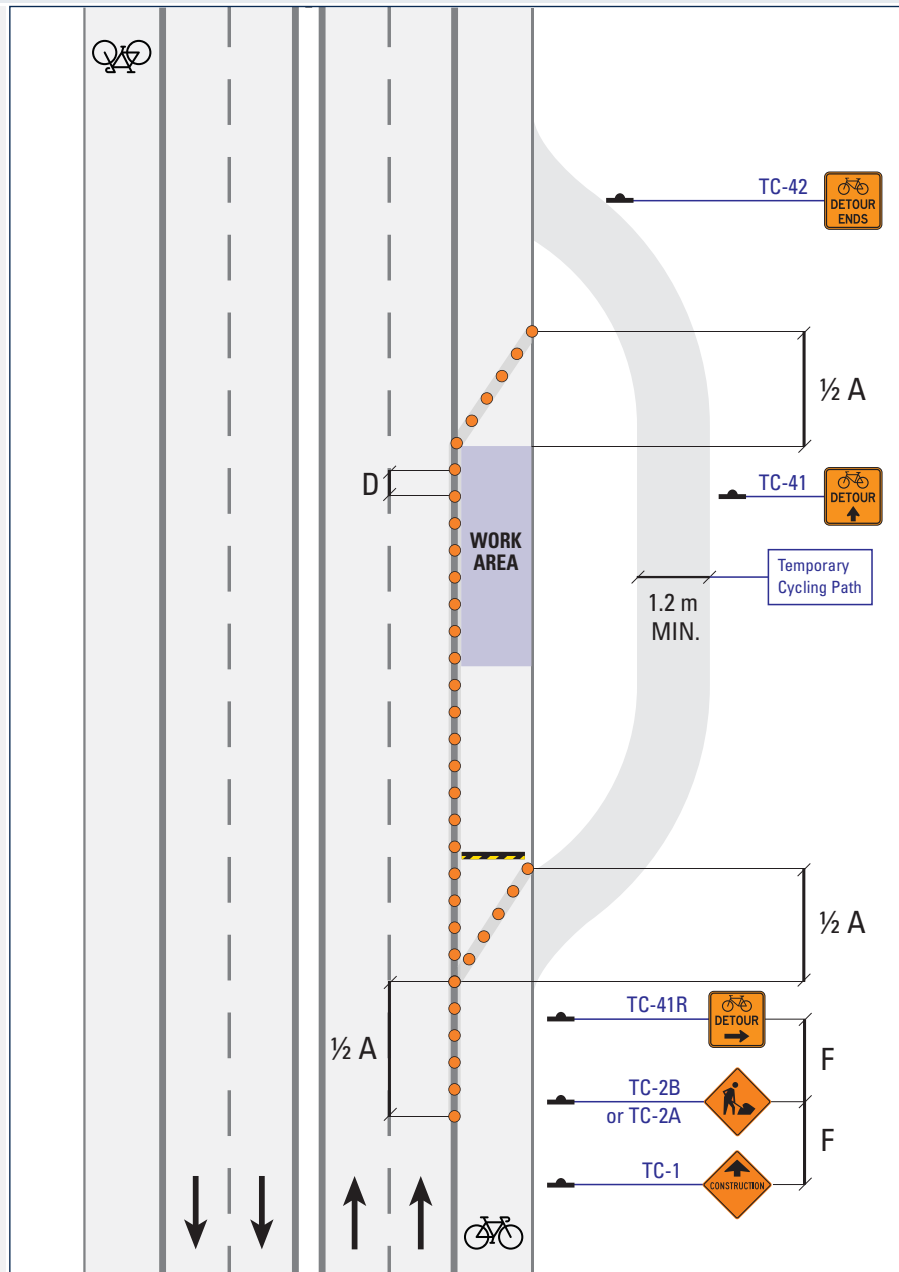 TC-42
DETOUR
ENDS
½ A
D
TC-41
DETOUR
WORK
AREA
Temporary
Cycling Path
1.2 m
MIN.
½ A
TC-41R
DETOUR
½ A
F
TC-2B
or TC-2A
F
TC-1
CONSTRUCTION